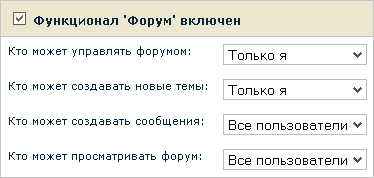 Функционал 'Форум' включен
Кто может управлять форумом: Только я
Кто может создавать новые темы: Только я
Кто может создавать сообщения: Все пользователи
Кто может просматривать форум: Все пользователи